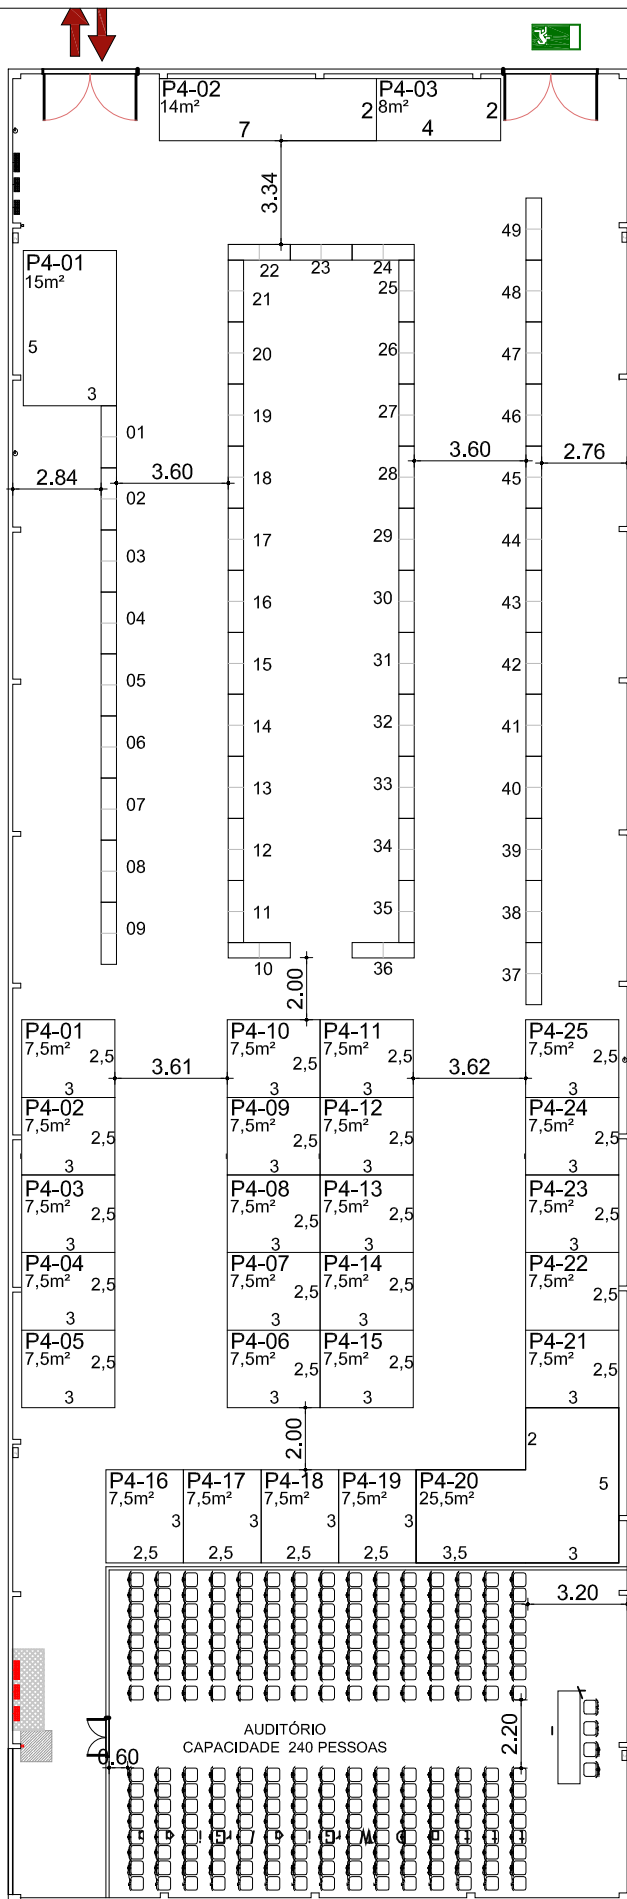 P4-02
14m²
7
2
P4-03
8m²
4
2
3.34
P4-01
15m²
5
3
22
23
24
21
20
19
18
17
16
15
14
13
12
11
10
25
26
27
28
29
30
31
32
33
34
35
36
49
48
47
46
45
44
43
42
41
40
39
38
37
01
02
03
04
05
06
07
08
09
2.84
3.60
3.60
2.76
2.00
P4-01
7,5m²
2,5
3
P4-10
7,5m²
2,5
3
P4-11
7,5m²
2,5
3
P4-25
7,5m²
2,5
3
3.61
3.62
P4-02
7,5m²
2,5
3
P4-09
7,5m²
2,5
3
P4-12
7,5m²
2,5
3
P4-24
7,5m²
2,5
3
P4-03
7,5m²
2,5
3
P4-08
7,5m²
2,5
3
P4-13
7,5m²
2,5
3
P4-23
7,5m²
2,5
3
P4-04
7,5m²
2,5
3
P4-07
7,5m²
2,5
3
P4-14
7,5m²
2,5
3
P4-22
7,5m²
2,5
3
P4-05
7,5m²
2,5
3
P4-06
7,5m²
2,5
3
P4-15
7,5m²
2,5
3
P4-21
7,5m²
2,5
3
2.00
P4-16
7,5m²
3
2,5
P4-17
7,5m²
3
2,5
P4-18
7,5m²
3
2,5
P4-19
7,5m²
3
2,5
P4-20
25,5m²
2
5
3,5
3
3.20
AUDITÓRIO
CAPACIDADE 240 PESSOAS
2.20
0.60